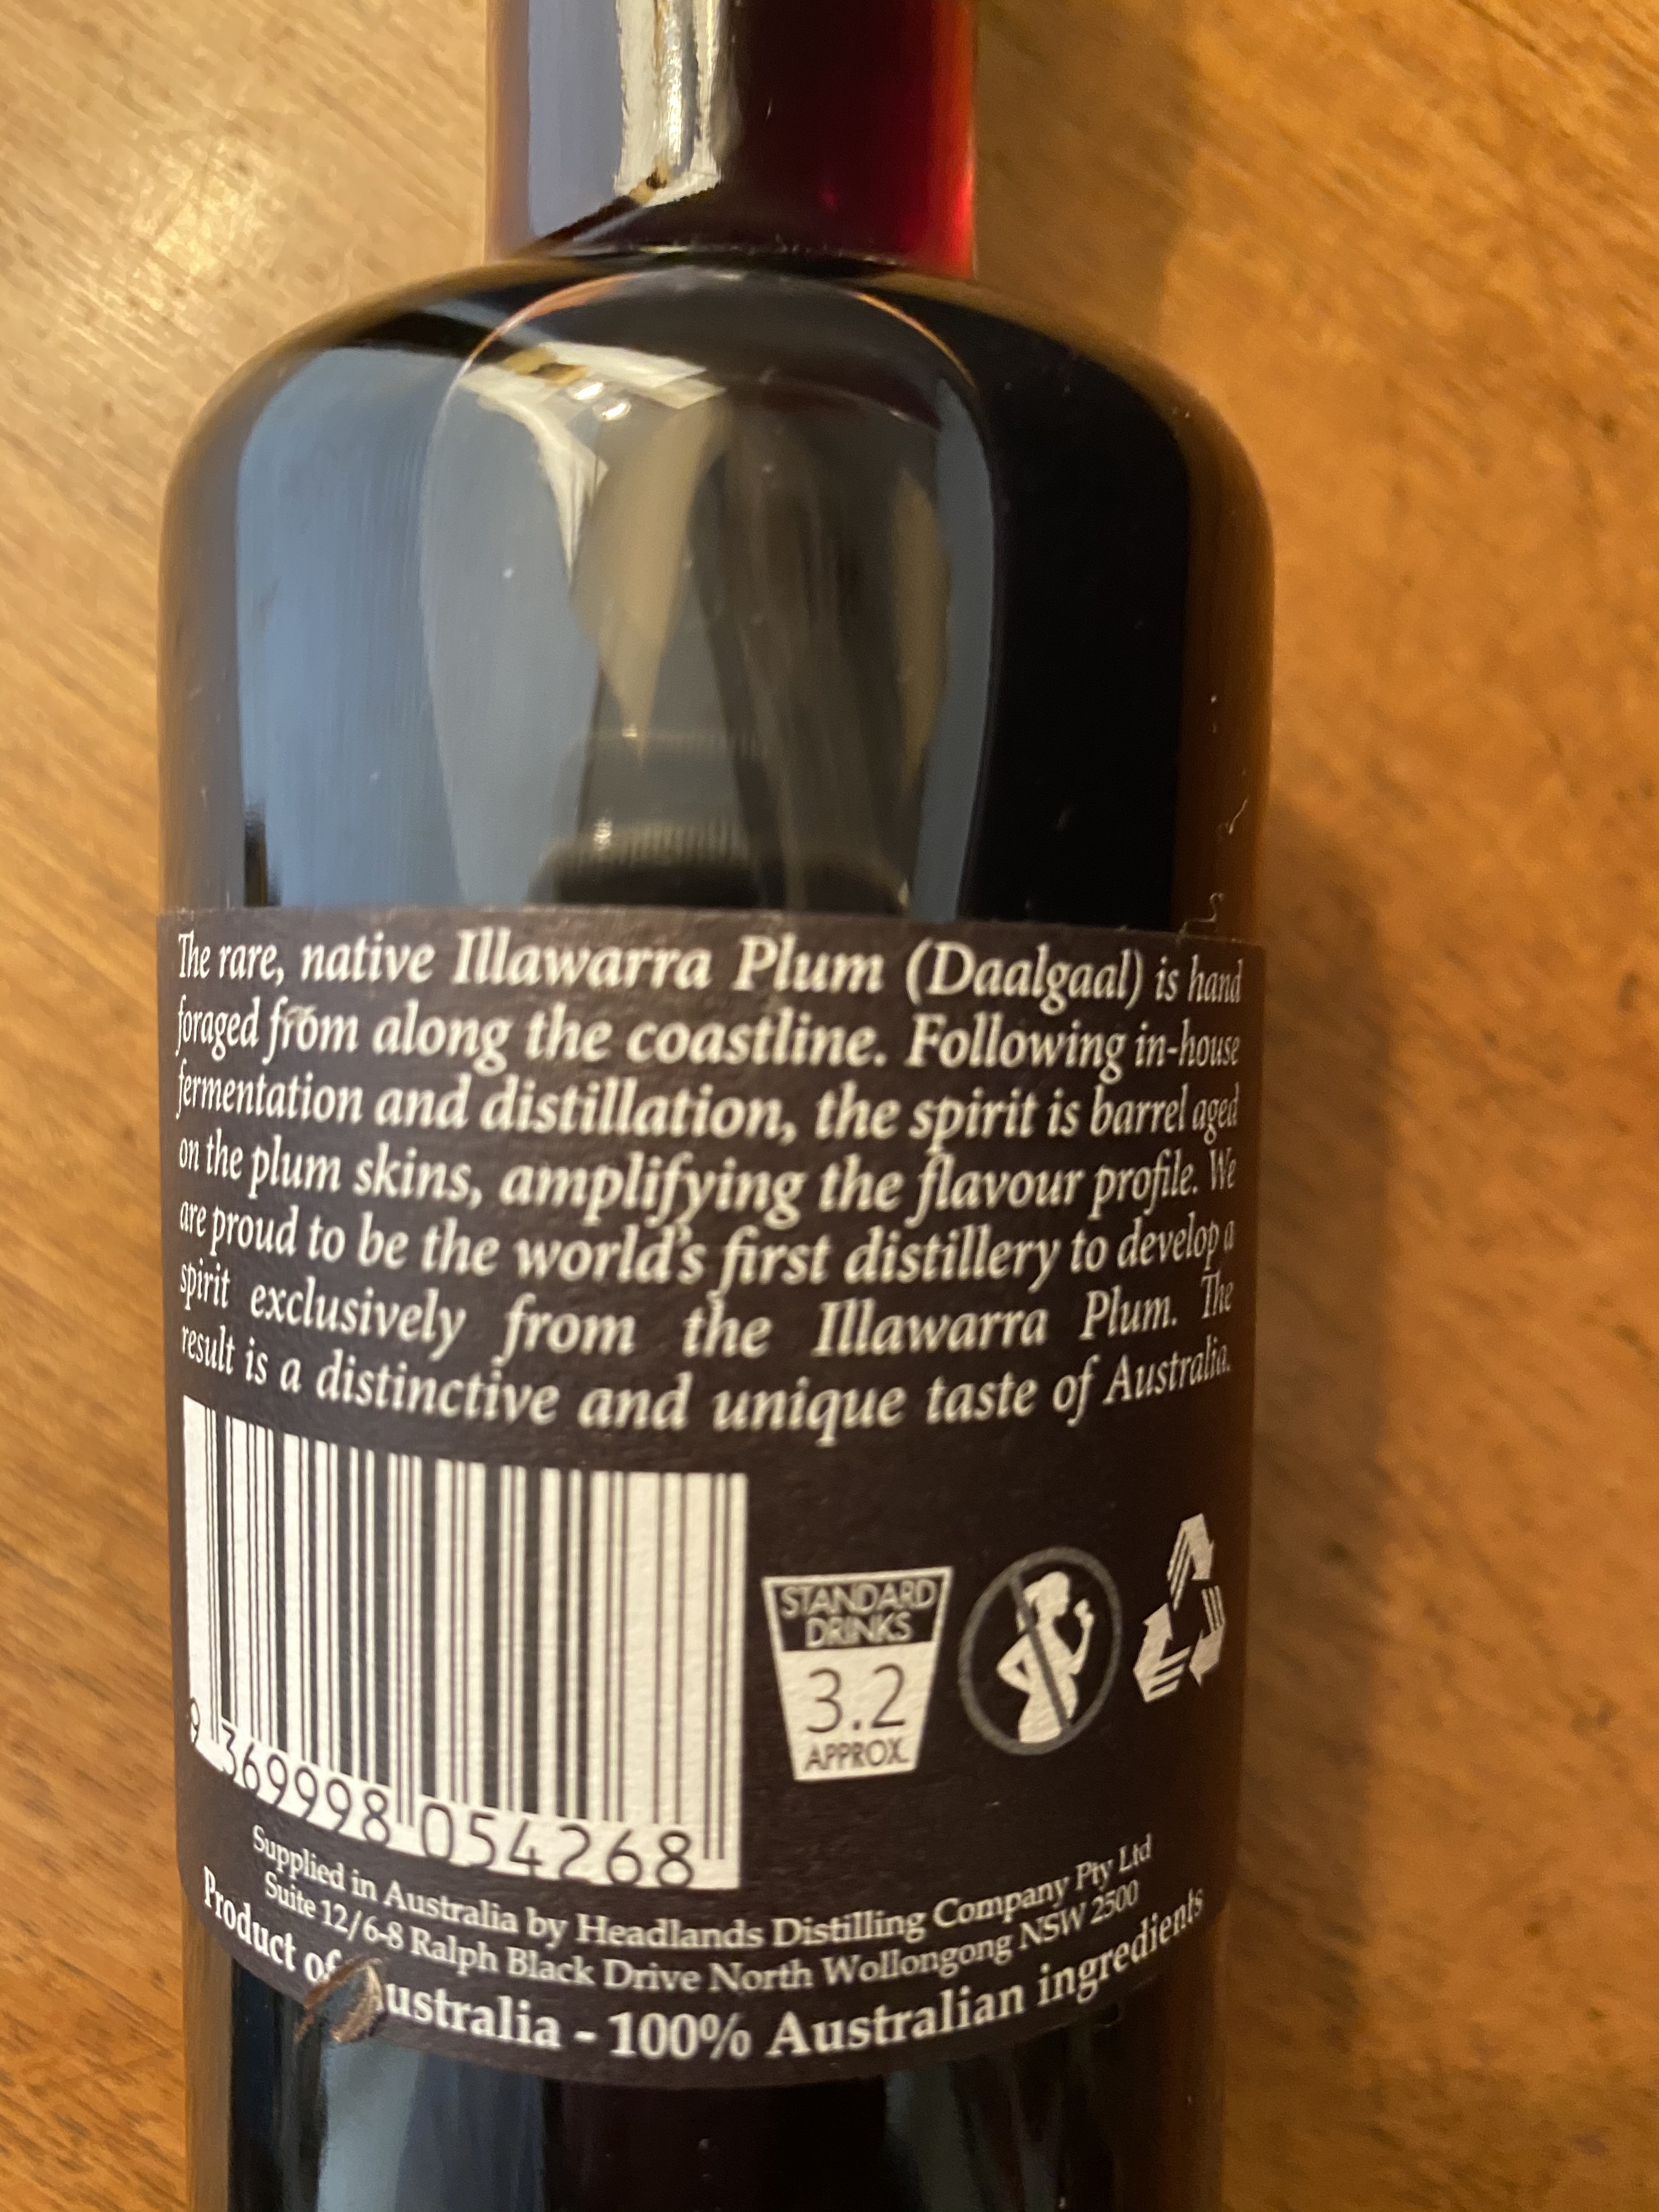 The rare, native Illawarra Plum (Daalgaal) is hand
foraged from along the coastline. Following in-house
fermentation and distillation, the spirit is barrel aged
on the plum skins, amplifying the flavour profile. We
are proud to be the world's first distillery to develop a
spirit exclusively from the Illawarra Plum. The
result is a distinctive and unique taste of Australia.
STANDARD
DRINKS
3.2
APPROX.
9 369998 054268
Supplied in Australia by Headlands Distilling Company Pty Ltd
Suite 12/6-8 Ralph Black Drive North Wollongong NSW 2500
Product of Australia - 100% Australian ingredients